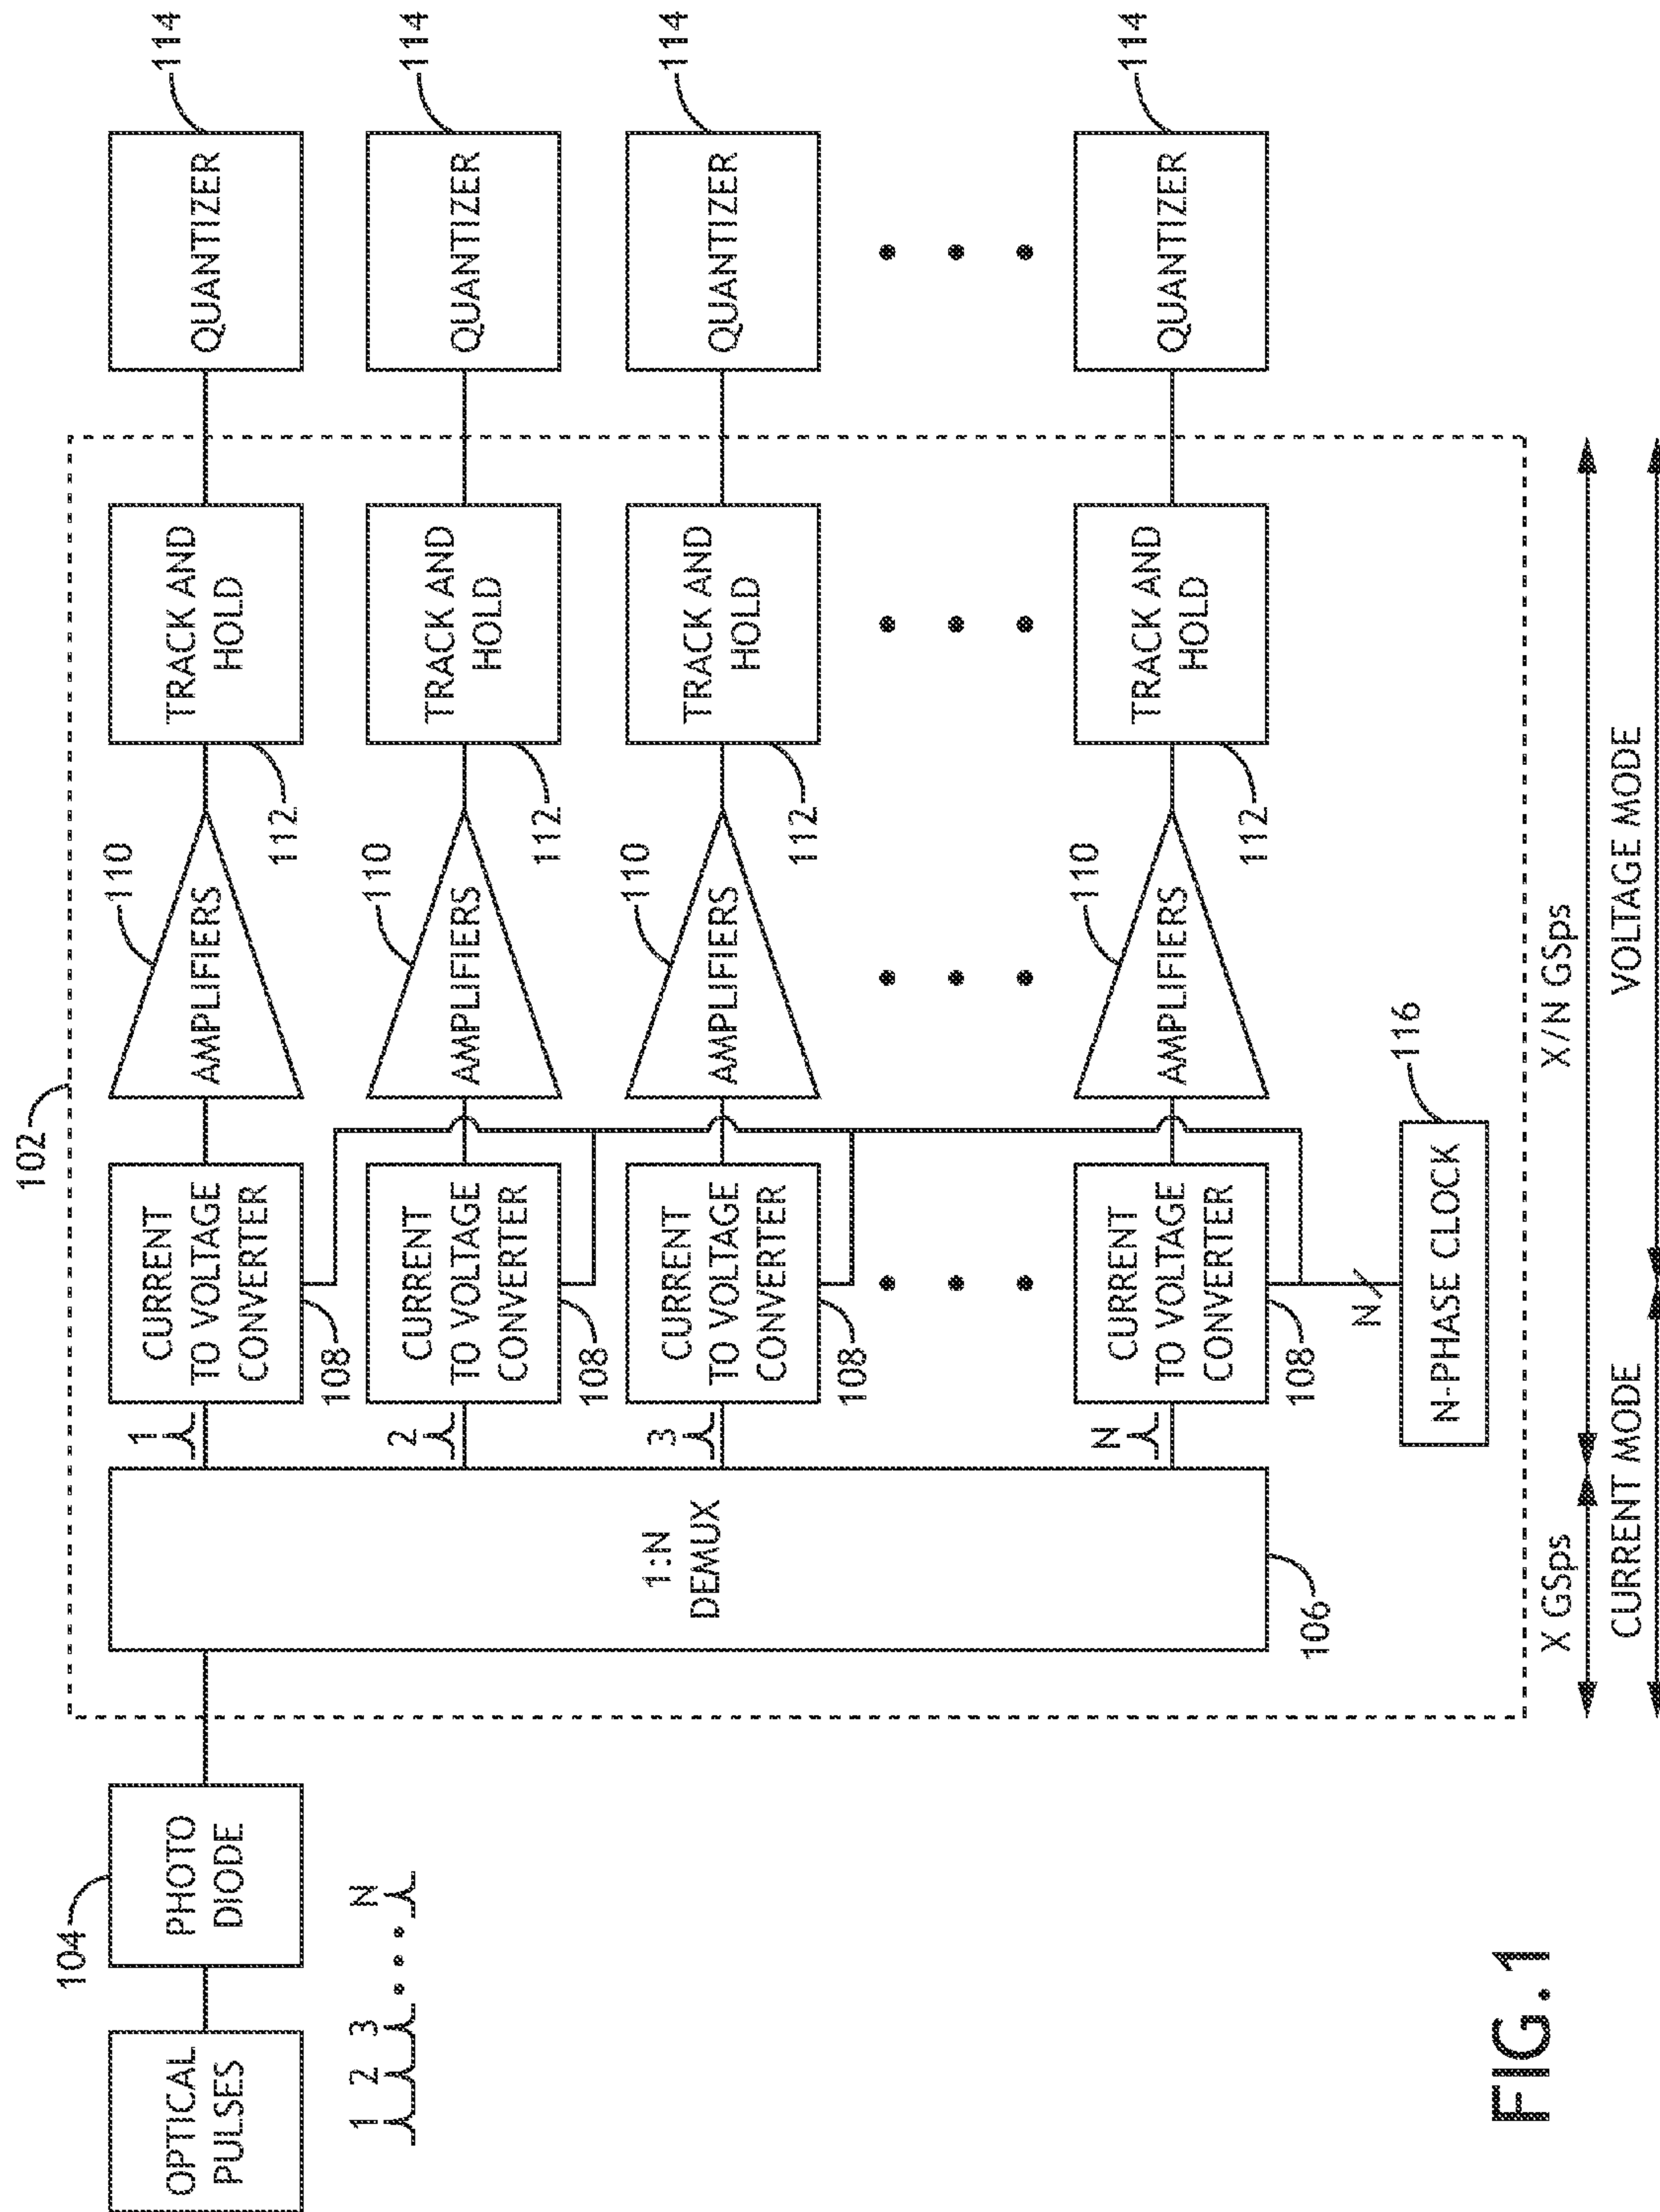 102
104
OPTICAL
PULSES
PHOTO
DIODE
1 2 3 N
1:N
DEMUX
106
1
CURRENT
TO VOLTAGE
CONVERTER
108
110
AMPLIFIERS
TRACK AND
HOLD
112
QUANTIZER
114
2
CURRENT
TO VOLTAGE
CONVERTER
108
110
AMPLIFIERS
TRACK AND
HOLD
112
QUANTIZER
114
3
CURRENT
TO VOLTAGE
CONVERTER
108
110
AMPLIFIERS
TRACK AND
HOLD
112
QUANTIZER
114
N
CURRENT
TO VOLTAGE
CONVERTER
108
110
AMPLIFIERS
TRACK AND
HOLD
112
QUANTIZER
114
N
N-PHASE CLOCK
116
X GSps
X/N GSps
CURRENT MODE
VOLTAGE MODE
FIG. 1